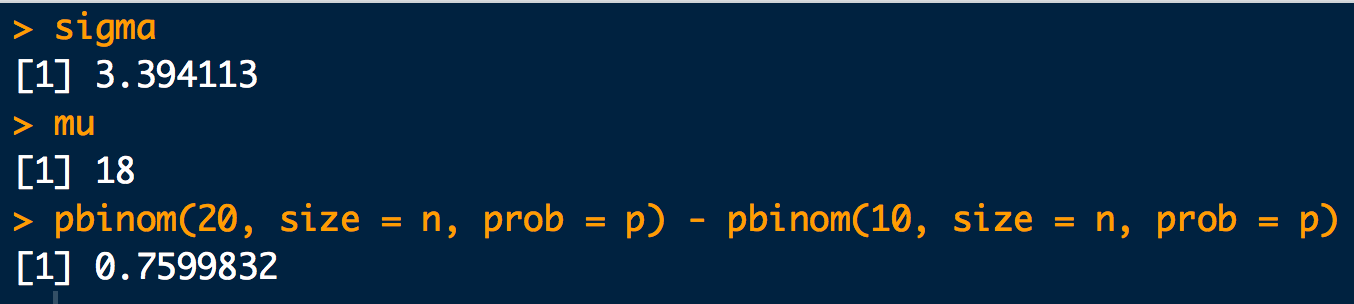 > sigma
[1] 3.394113
> mu
[1] 18
> pbinom(20, size = n, prob = p) - pbinom(10, size = n, prob = p)
[1] 0.7599832